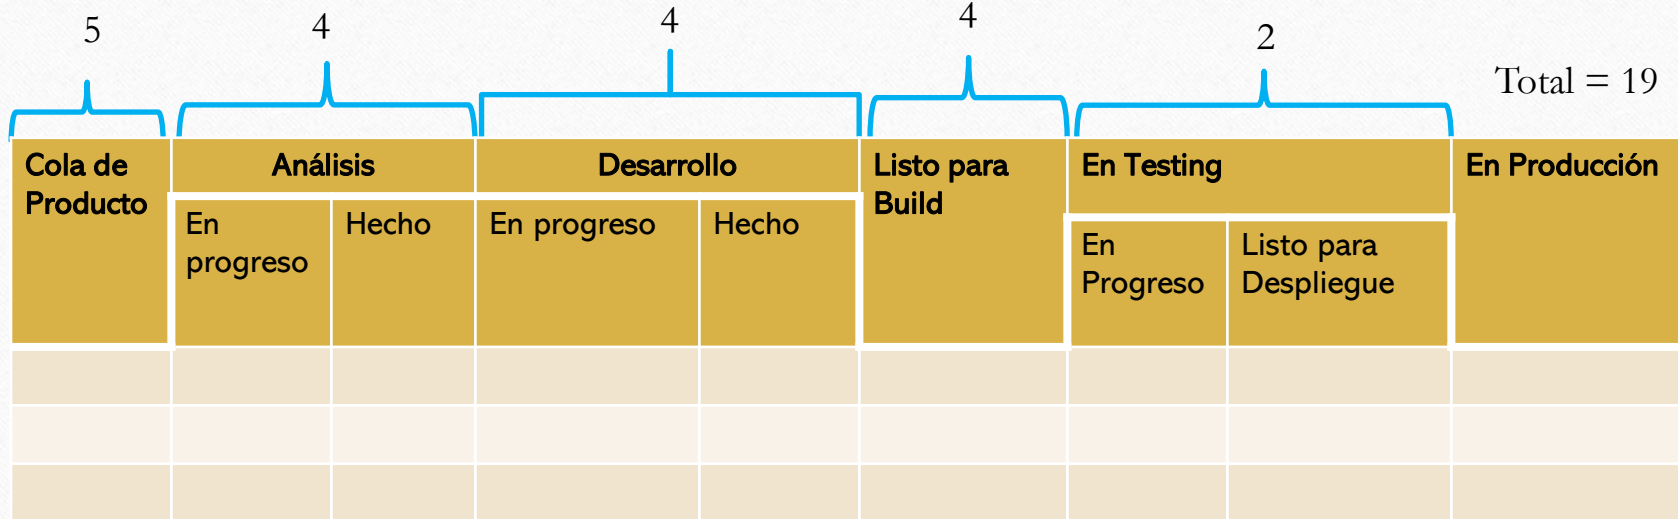 5
4
4
4
2
Total = 19
Cola de
Producto
Análisis
Desarrollo
Listo para
Build
En Testing
En Producción
En
progreso
Hecho
En progreso
Hecho
En
Progreso
Listo para
Despliegue